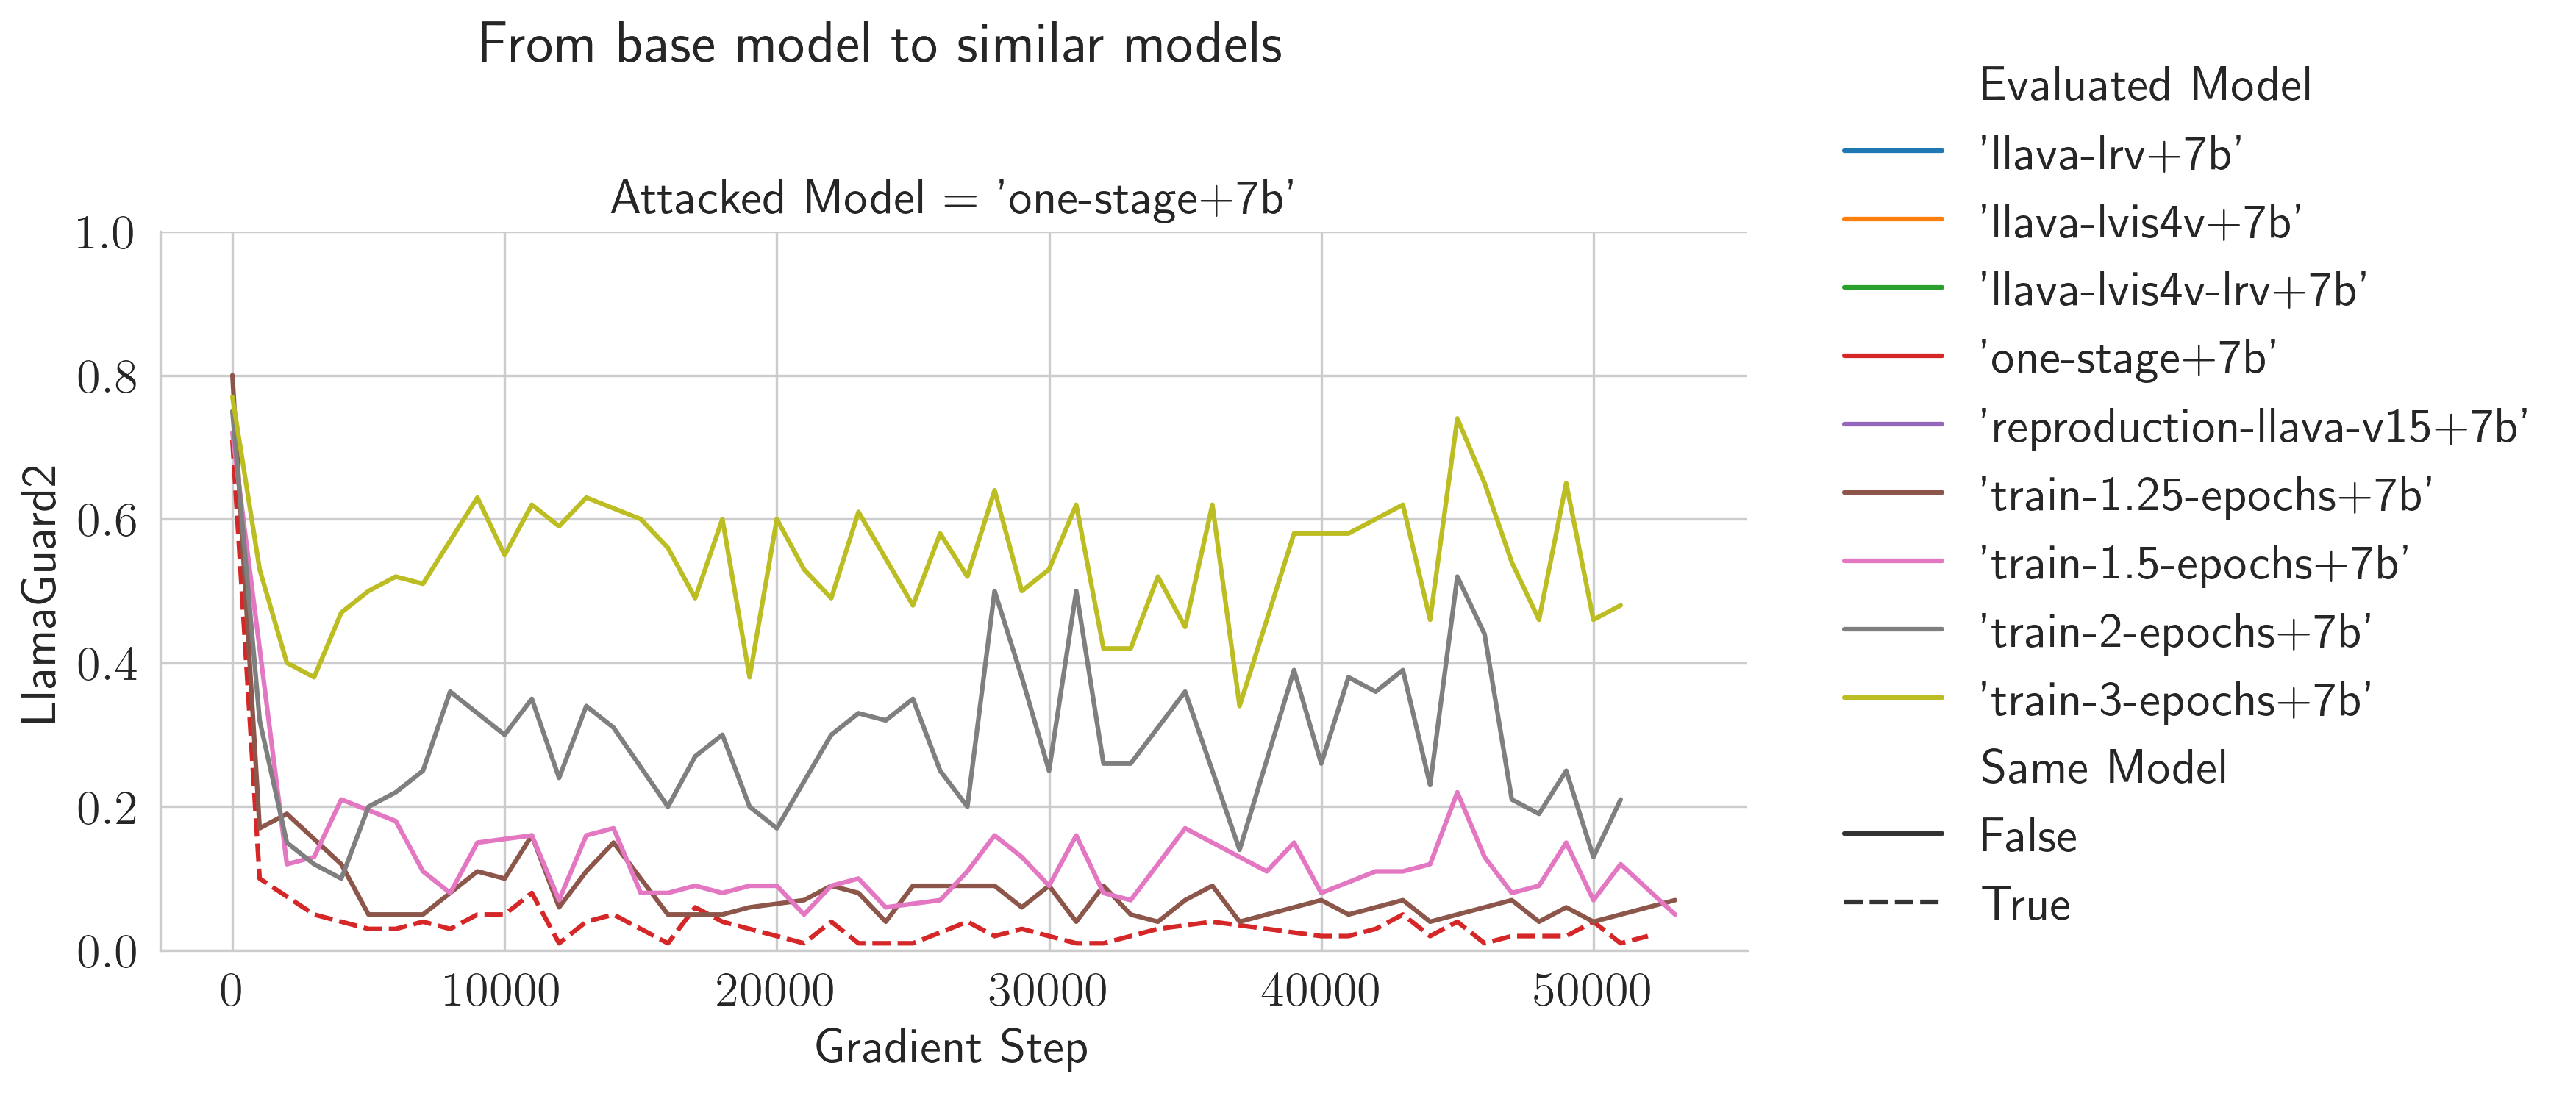 From base model to similar models
Attacked Model = 'one-stage+7b'
1.0
0.8
0.6
0.4
0.2
0.0
LlamaGuard2
0
10000
20000
30000
40000
50000
Gradient Step
Evaluated Model
'llava-lrv+7b'
'llava-lvis4v+7b'
'llava-lvis4v-lrv+7b'
'one-stage+7b'
'reproduction-llava-v15+7b'
'train-1.25-epochs+7b'
'train-1.5-epochs+7b'
'train-2-epochs+7b'
'train-3-epochs+7b'
Same Model
False
True